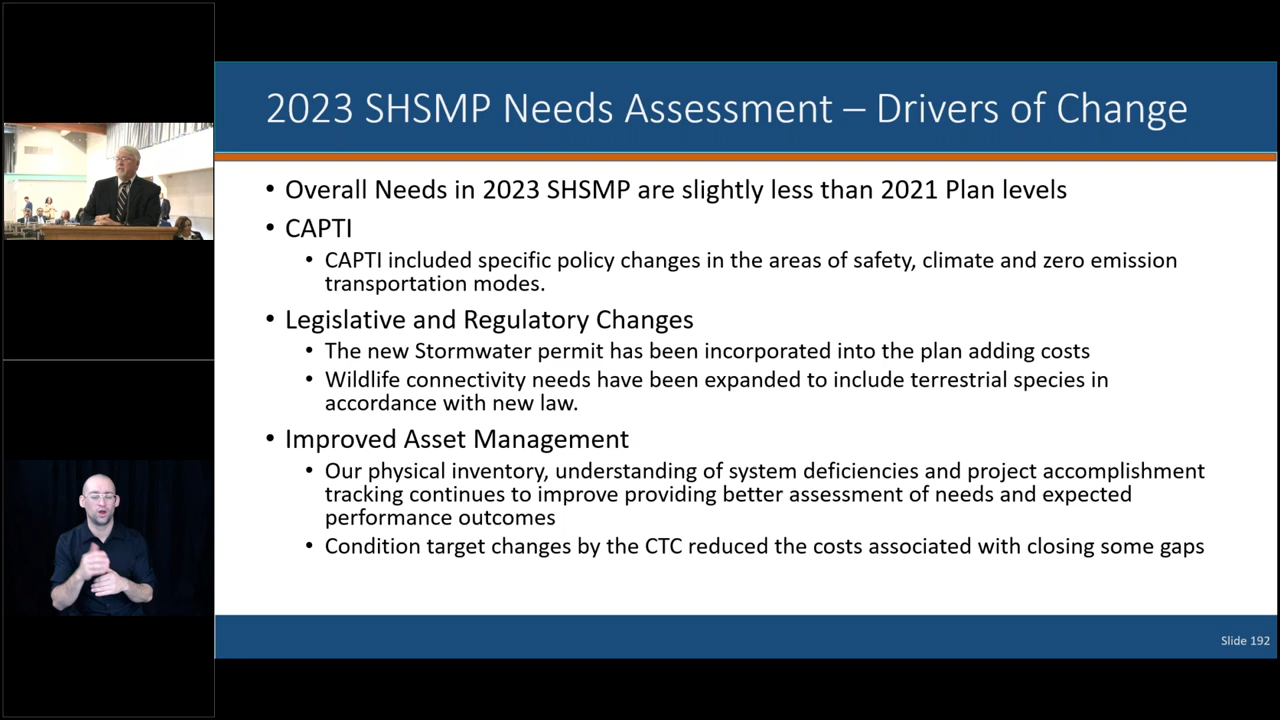 2023 SHSMP Needs Assessment – Drivers of Change
• Overall Needs in 2023 SHSMP are slightly less than 2021 Plan levels
• CAPTI
• CAPTI included specific policy changes in the areas of safety, climate and zero emission
transportation modes.
• Legislative and Regulatory Changes
• The new Stormwater permit has been incorporated into the plan adding costs
• Wildlife connectivity needs have been expanded to include terrestrial species in
accordance with new law.
• Improved Asset Management
• Our physical inventory, understanding of system deficiencies and project accomplishment
tracking continues to improve providing better assessment of needs and expected
performance outcomes
• Condition target changes by the CTC reduced the costs associated with closing some gaps
Slide 192